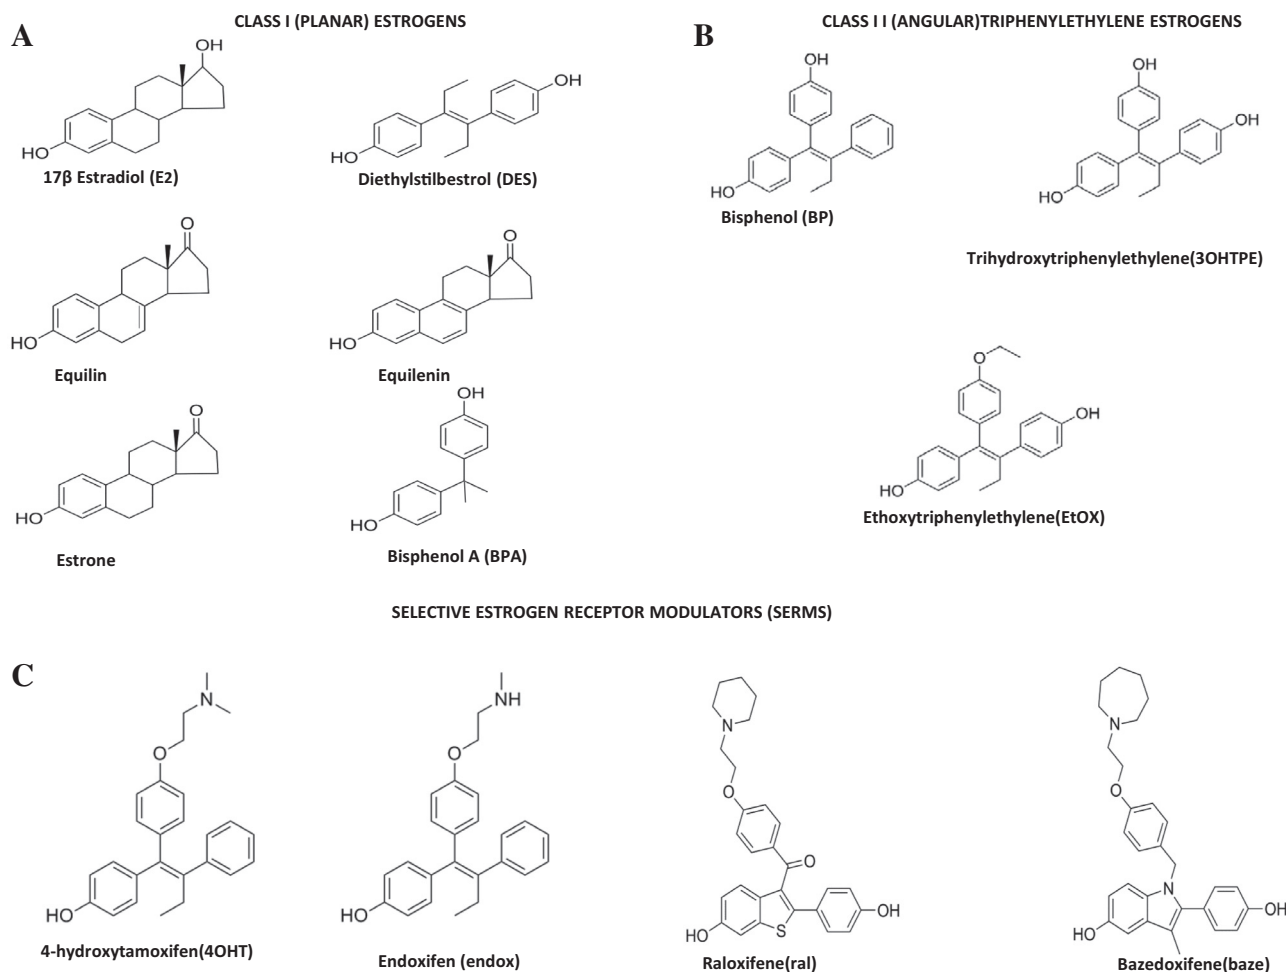 CLASS I (PLANAR) ESTROGENS
CLASS I I (ANGULAR)TRIPHENYLETHYLENE ESTROGENS
A
B
OH
HO
17β Estradiol (E2)
OH
HO
Diethylstilbestrol (DES)
OH
HO
Bisphenol (BP)
OH
OH
HO
Trihydroxytriphenylethylene(3OHTPE)
O
HO
Equilin
O
HO
Equilenin
O
HO
Estrone
OH
HO
Bisphenol A (BPA)
O
OH
HO
Ethoxytriphenylethylene(EtOX)
SELECTIVE ESTROGEN RECEPTOR MODULATORS (SERMS)
C
N
O
HO
4-hydroxytamoxifen(4OHT)
NH
O
HO
Endoxifen (endox)
N
O
O
OH
HO
S
Raloxifene(ral)
N
O
N
OH
HO
Bazedoxifene(baze)